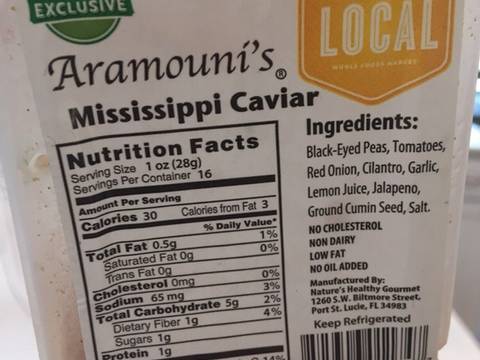 EXCLUSIVE
LOCAL
WHOLE FOODS MARKET
Aramouni's®
Mississippi Caviar
Nutrition Facts
Serving Size 1 oz (28g)
Servings Per Container 16
Amount Per Serving
Calories 30 Calories from Fat 3
% Daily Value*
Total Fat 0.5g 1%
Saturated Fat 0g 0%
Trans Fat 0g
Cholesterol 0mg 0%
Sodium 65 mg 3%
Total Carbohydrate 5g 2%
Dietary Fiber 1g 4%
Sugars 1g
Protein 1g
14%
Ingredients:
Black-Eyed Peas, Tomatoes,
Red Onion, Cilantro, Garlic,
Lemon Juice, Jalapeno,
Ground Cumin Seed, Salt.
NO CHOLESTEROL
NON DAIRY
LOW FAT
NO OIL ADDED
Manufactured By:
Nature's Healthy Gourmet
1260 S.W. Biltmore Street,
Port St. Lucie, FL 34983
Keep Refrigerated